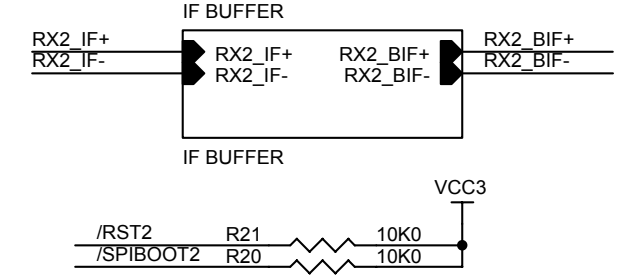 IF BUFFER
RX2_IF+ RX2_IF+ RX2_BIF+ RX2_BIF+
RX2_IF- RX2_IF- RX2_BIF- RX2_BIF-
IF BUFFER
VCC3
/RST2 R21 10K0
/SPIBOOT2 R20 10K0